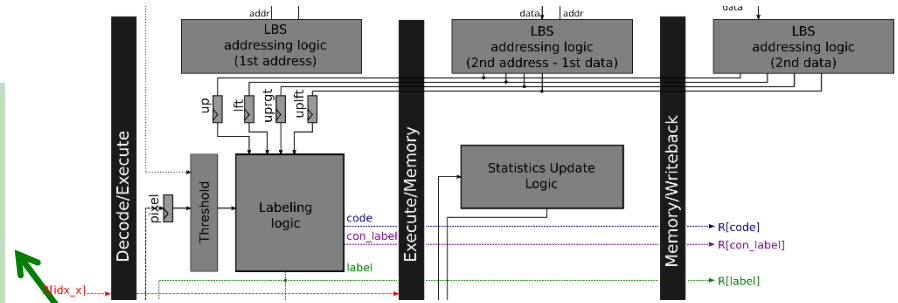 addr
data
addr
data
LBS
addressing logic
(1st address)
LBS
addressing logic
(2nd address - 1st data)
LBS
addressing logic
(2nd data)
up
lft
uprgt
uplft
Decode/Execute
pixel
Threshold
Labeling
logic
code
con_label
label
Execute/Memory
Statistics Update
Logic
Memory/Writeback
R[code]
R[con_label]
R[label]
R[idx_x]